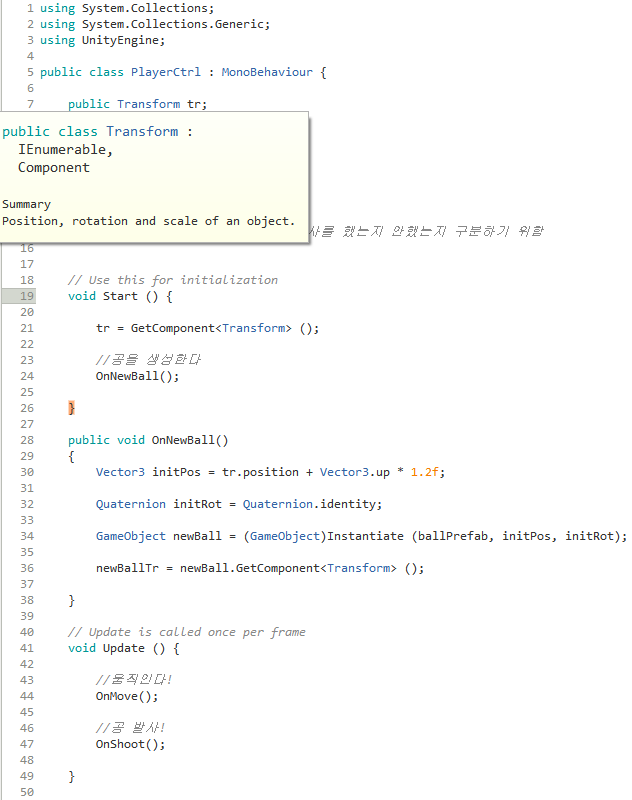 1 using System.Collections;
2 using System.Collections.Generic;
3 using UnityEngine;
4
5 public class PlayerCtrl : MonoBehaviour {
6
7 public Transform tr;
public class Transform :
IEnumerable,
Component
Summary
Position, rotation and scale of an object.
사를 했는지 안했는지 구분하기 위함
16
17
18 // Use this for initialization
19 void Start () {
20
21 tr = GetComponent<Transform> ();
22
23 //공을 생성한다
24 OnNewBall();
25
26 }
27
28 public void OnNewBall()
29 {
30 Vector3 initPos = tr.position + Vector3.up * 1.2f;
31
32 Quaternion initRot = Quaternion.identity;
33
34 GameObject newBall = (GameObject)Instantiate (ballPrefab, initPos, initRot);
35
36 newBallTr = newBall.GetComponent<Transform> ();
37
38 }
39
40 // Update is called once per frame
41 void Update () {
42
43 //움직인다!
44 OnMove();
45
46 //공 발사!
47 OnShoot();
48
49 }
50